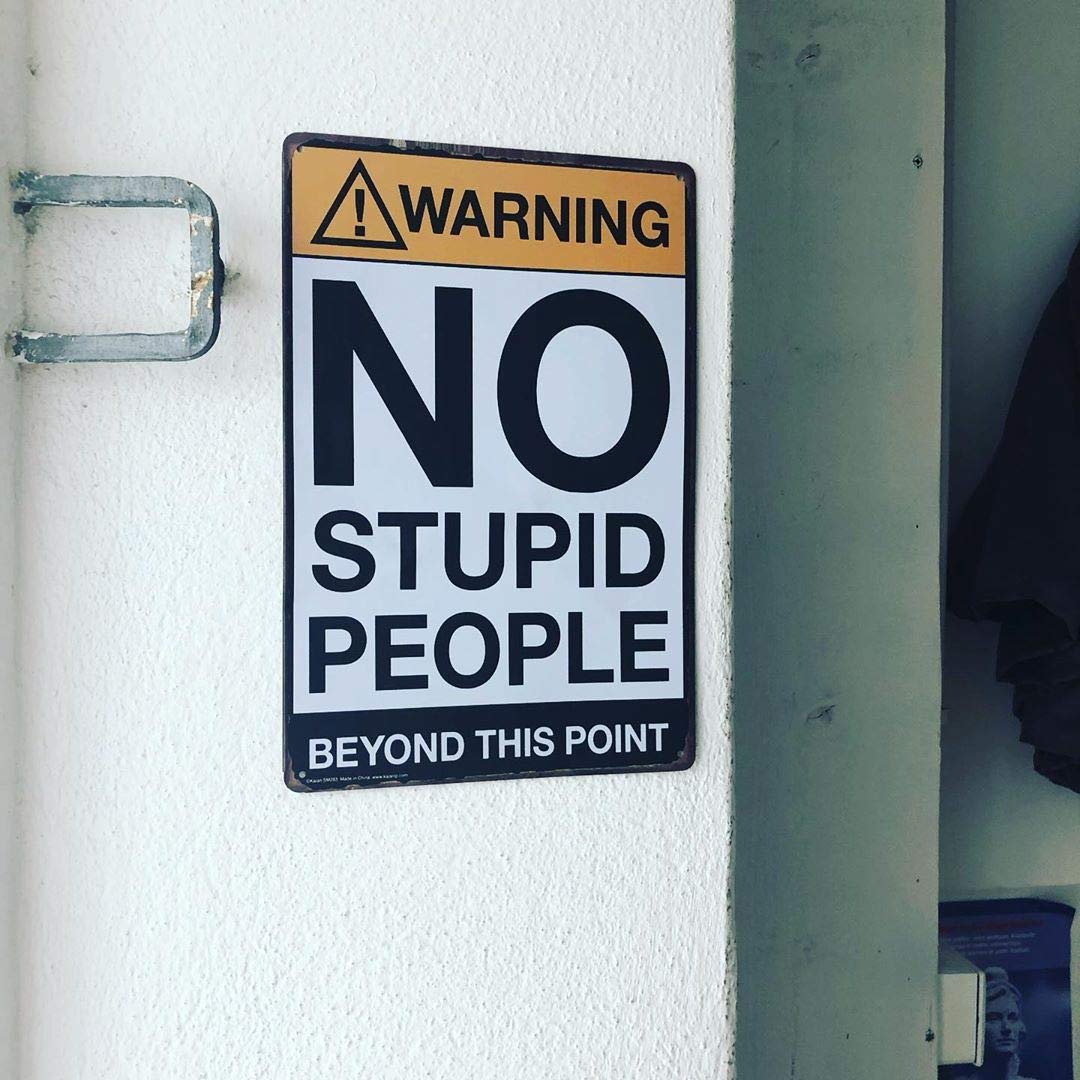 WARNING
NO
STUPID
PEOPLE
BEYOND THIS POINT